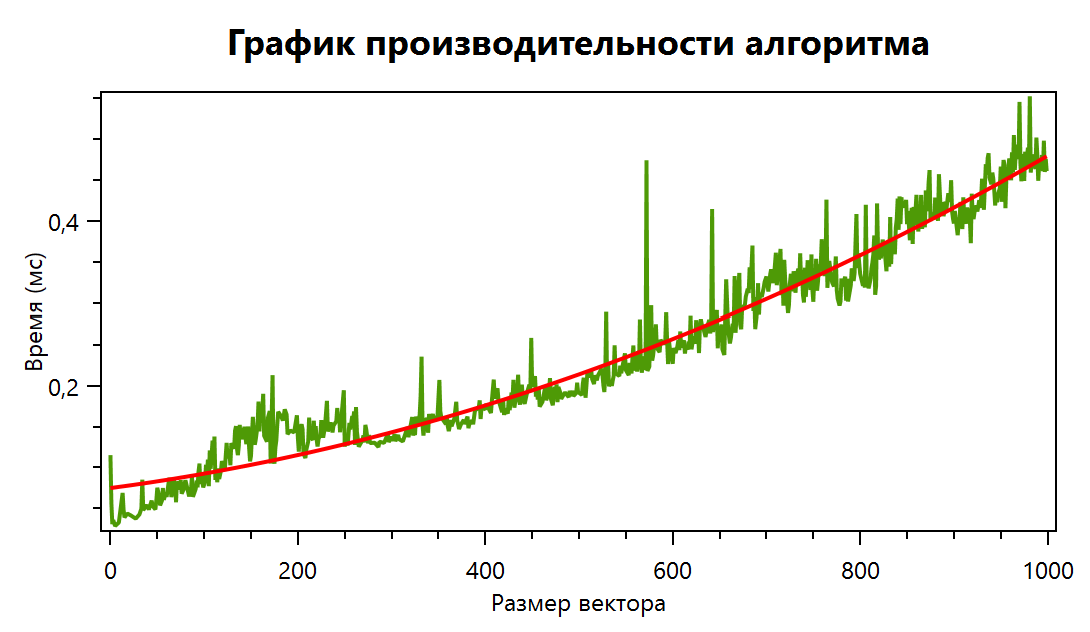 График производительности алгоритма
0,4
0,2
Время (мс)
0 200 400 600 800 1000
Размер вектора